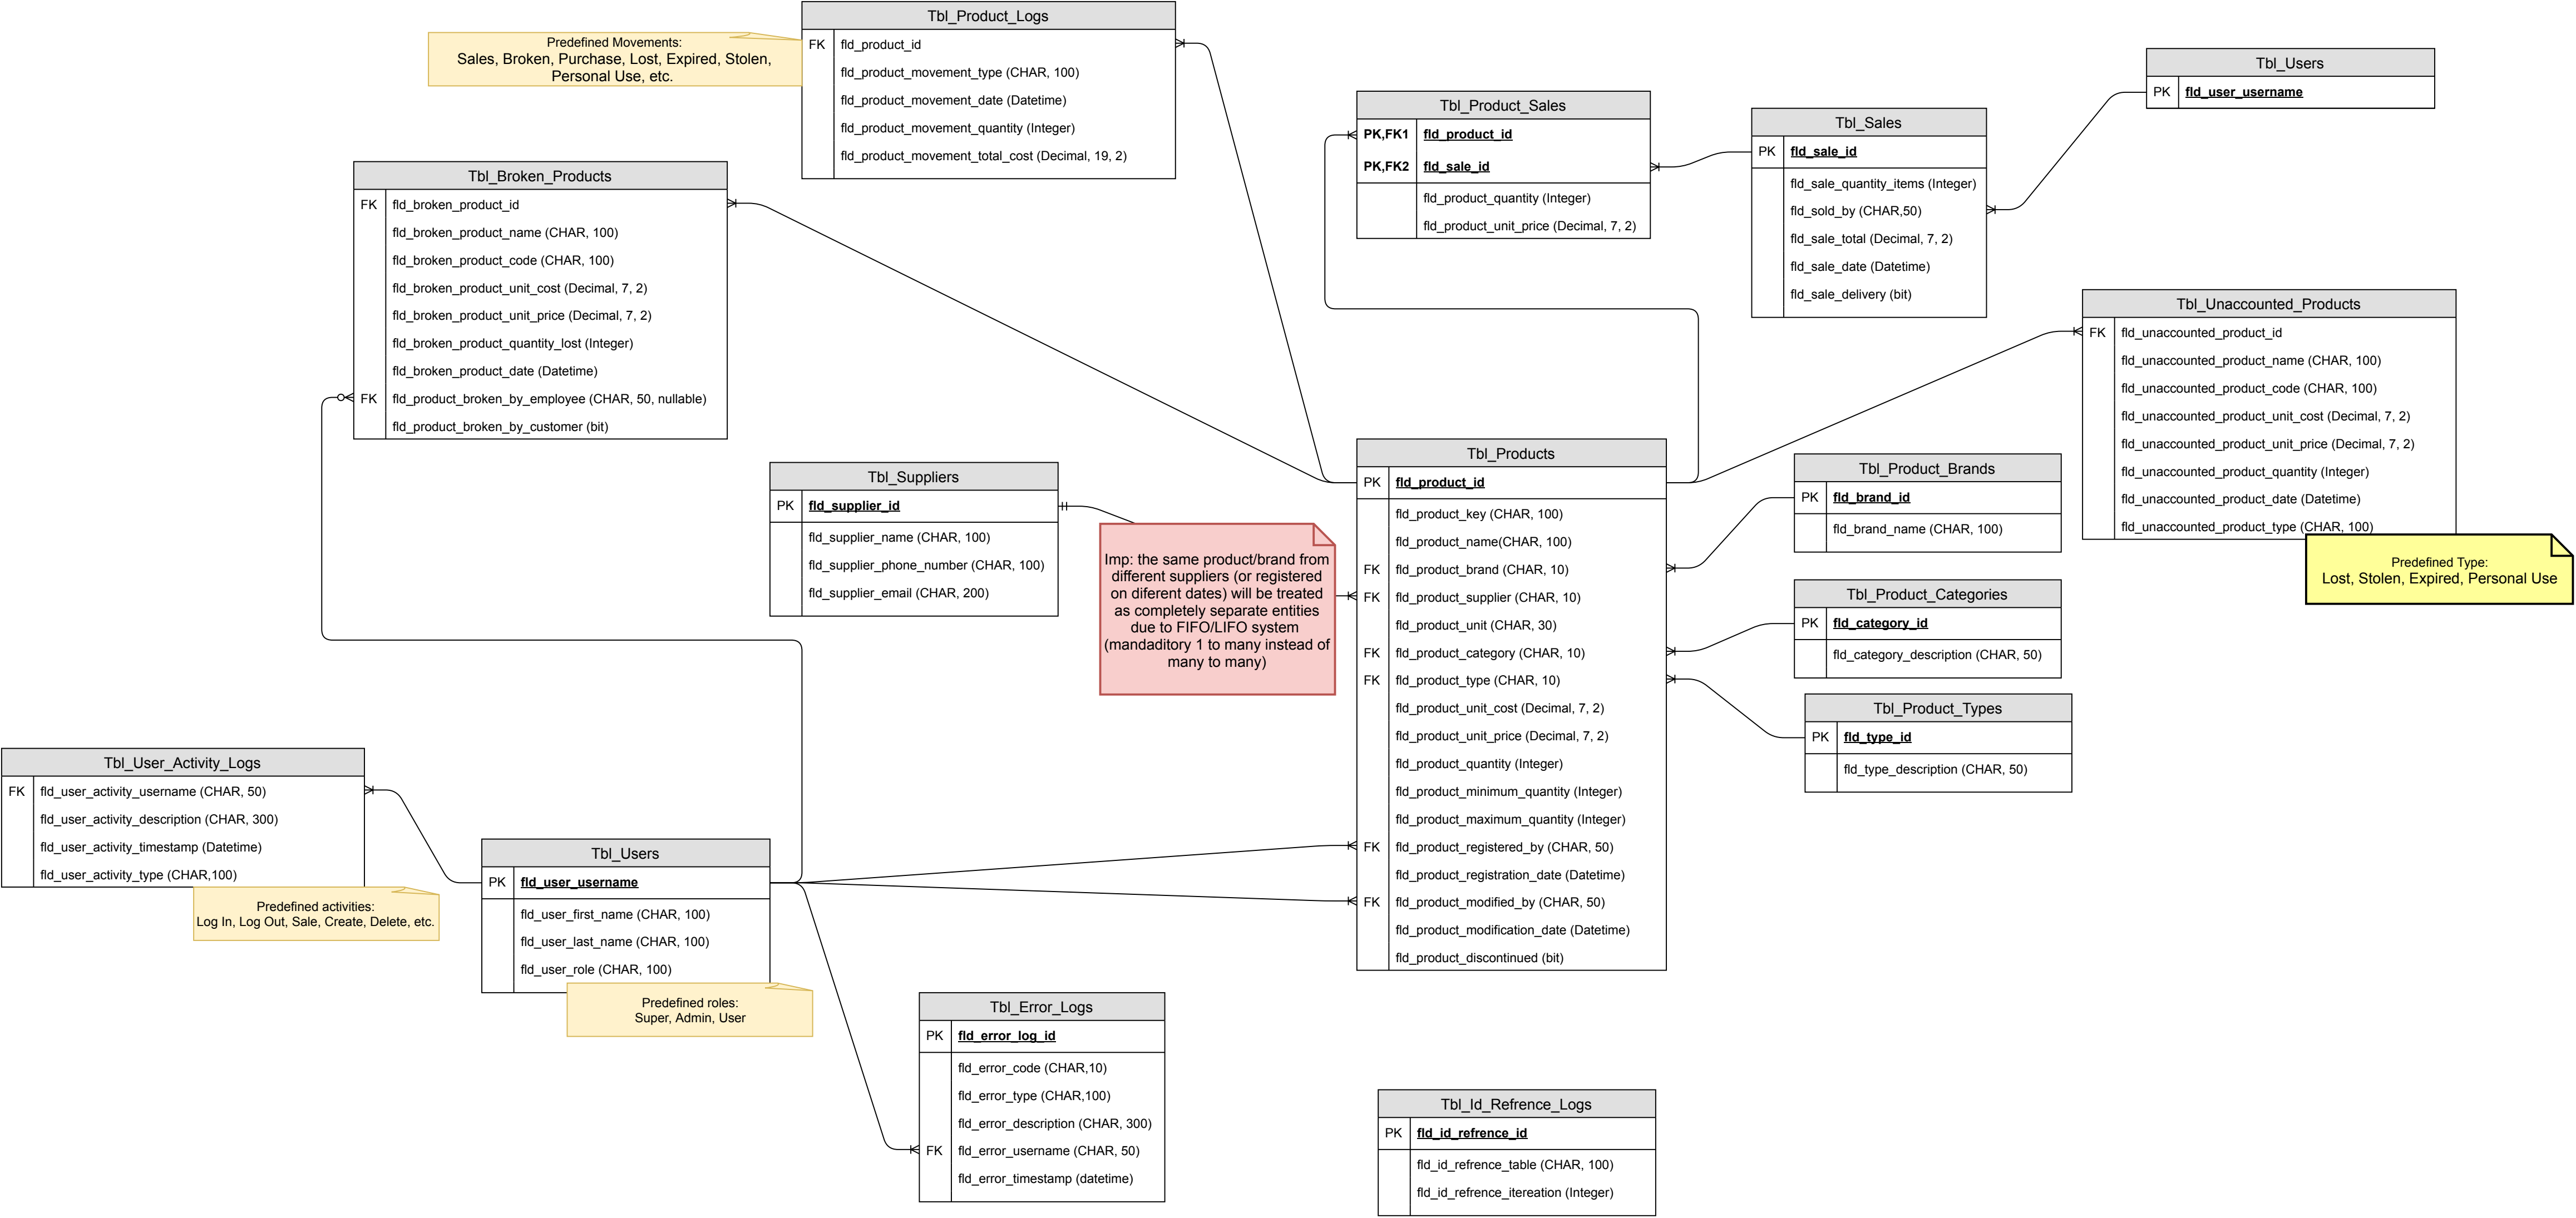 Tbl_Product_Logs
FK fld_product_id
fld_product_movement_type (CHAR, 100)
fld_product_movement_date (Datetime)
fld_product_movement_quantity (Integer)
fld_product_movement_total_cost (Decimal, 19, 2)
Predefined Movements:
Sales, Broken, Purchase, Lost, Expired, Stolen,
Personal Use, etc.
Tbl_Users
PK fld_user_username
Tbl_Product_Sales
PK,FK1 fld_product_id
PK,FK2 fld_sale_id
fld_product_quantity (Integer)
fld_product_unit_price (Decimal, 7, 2)
Tbl_Sales
PK fld_sale_id
fld_sale_quantity_items (Integer)
fld_sold_by (CHAR,50)
fld_sale_total (Decimal, 7, 2)
fld_sale_date (Datetime)
fld_sale_delivery (bit)
Tbl_Broken_Products
FK fld_broken_product_id
fld_broken_product_name (CHAR, 100)
fld_broken_product_code (CHAR, 100)
fld_broken_product_unit_cost (Decimal, 7, 2)
fld_broken_product_unit_price (Decimal, 7, 2)
fld_broken_product_quantity_lost (Integer)
fld_broken_product_date (Datetime)
FK fld_product_broken_by_employee (CHAR, 50, nullable)
fld_product_broken_by_customer (bit)
Tbl_Unaccounted_Products
FK fld_unaccounted_product_id
fld_unaccounted_product_name (CHAR, 100)
fld_unaccounted_product_code (CHAR, 100)
fld_unaccounted_product_unit_cost (Decimal, 7, 2)
fld_unaccounted_product_unit_price (Decimal, 7, 2)
fld_unaccounted_product_quantity (Integer)
fld_unaccounted_product_date (Datetime)
fld_unaccounted_product_type (CHAR, 100)
Predefined Type:
Lost, Stolen, Expired, Personal Use
Tbl_Suppliers
PK fld_supplier_id
fld_supplier_name (CHAR, 100)
fld_supplier_phone_number (CHAR, 100)
fld_supplier_email (CHAR, 200)
Imp: the same product/brand from
different suppliers (or registered
on diferent dates) will be treated
as completely separate entities
due to FIFO/LIFO system
(mandaditory 1 to many instead of
many to many)
Tbl_Products
PK fld_product_id
fld_product_key (CHAR, 100)
fld_product_name(CHAR, 100)
FK fld_product_brand (CHAR, 10)
FK fld_product_supplier (CHAR, 10)
fld_product_unit (CHAR, 30)
FK fld_product_category (CHAR, 10)
FK fld_product_type (CHAR, 10)
fld_product_unit_cost (Decimal, 7, 2)
fld_product_unit_price (Decimal, 7, 2)
fld_product_quantity (Integer)
fld_product_minimum_quantity (Integer)
fld_product_maximum_quantity (Integer)
FK fld_product_registered_by (CHAR, 50)
fld_product_registration_date (Datetime)
FK fld_product_modified_by (CHAR, 50)
fld_product_modification_date (Datetime)
fld_product_discontinued (bit)
Tbl_Product_Brands
PK fld_brand_id
fld_brand_name (CHAR, 100)
Tbl_Product_Categories
PK fld_category_id
fld_category_description (CHAR, 50)
Tbl_Product_Types
PK fld_type_id
fld_type_description (CHAR, 50)
Tbl_User_Activity_Logs
FK fld_user_activity_username (CHAR, 50)
fld_user_activity_description (CHAR, 300)
fld_user_activity_timestamp (Datetime)
fld_user_activity_type (CHAR,100)
Predefined activities:
Log In, Log Out, Sale, Create, Delete, etc.
Tbl_Users
PK fld_user_username
fld_user_first_name (CHAR, 100)
fld_user_last_name (CHAR, 100)
fld_user_role (CHAR, 100)
Predefined roles:
Super, Admin, User
Tbl_Error_Logs
PK fld_error_log_id
fld_error_code (CHAR,10)
fld_error_type (CHAR,100)
fld_error_description (CHAR, 300)
FK fld_error_username (CHAR, 50)
fld_error_timestamp (datetime)
Tbl_Id_Refrence_Logs
PK fld_id_refrence_id
fld_id_refrence_table (CHAR, 100)
fld_id_refrence_itereation (Integer)